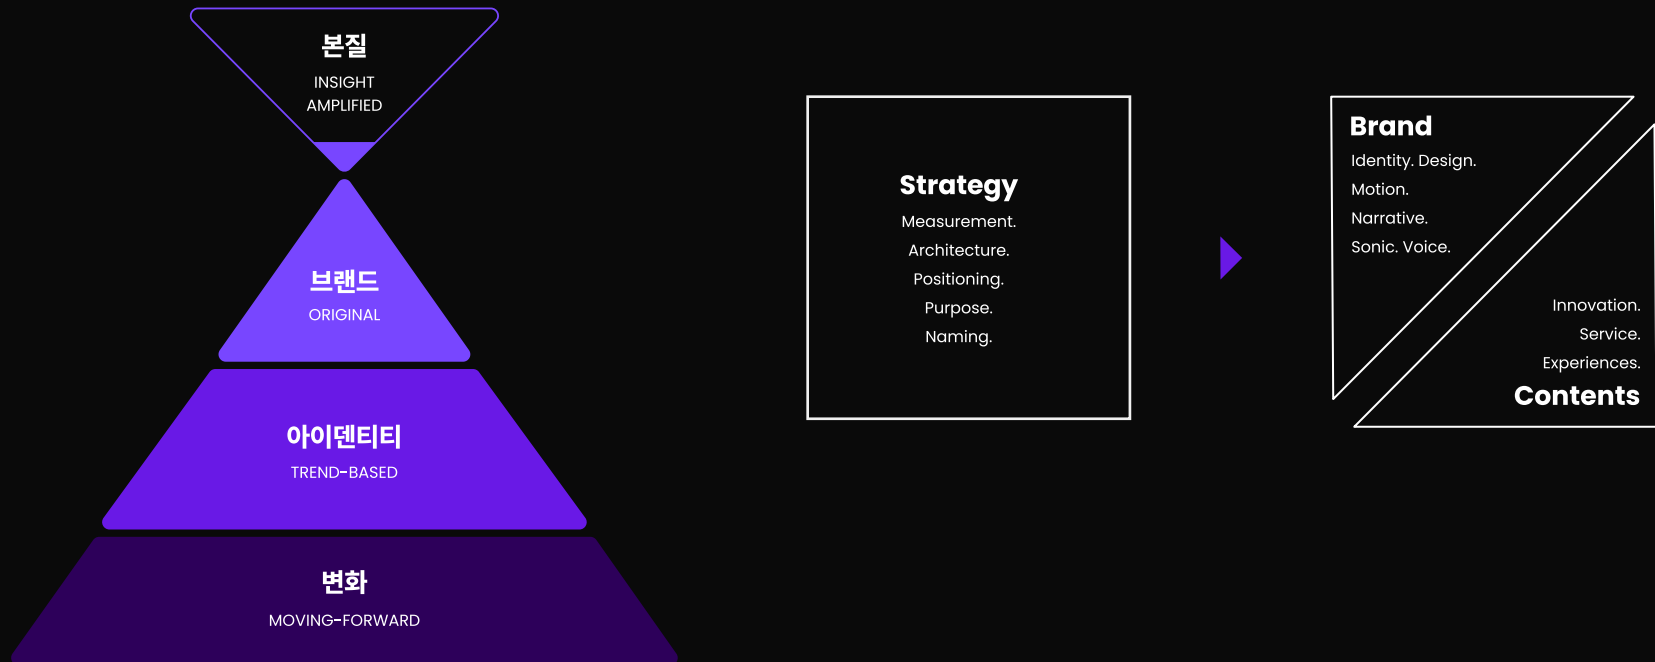 본질
INSIGHT
AMPLIFIED
브랜드
ORIGINAL
아이덴티티
TREND-BASED
변화
MOVING-FORWARD
Strategy
Measurement.
Architecture.
Positioning.
Purpose.
Naming.
Brand
Identity. Design.
Motion.
Narrative.
Sonic. Voice.
Innovation.
Service.
Experiences.
Contents